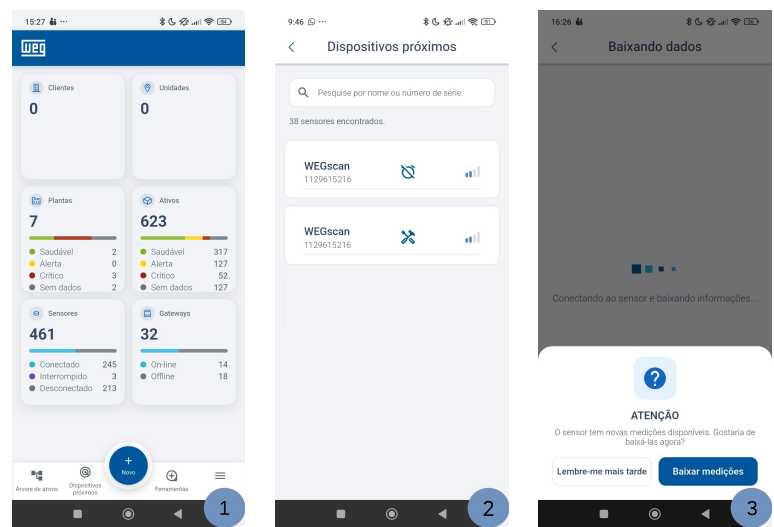 15:27
54
WEG
Clientes
0
Unidades
0
Plantas
7
Saudável 2
Alerta 0
Crítico 3
Sem dados 2
Ativos
623
Saudável 317
Alerta 127
Crítico 52
Sem dados 127
Sensores
461
Conectado 245
Interrompido 3
Desconectado 213
Gateways
32
On-line 14
Offline 18
Árvore de ativos
Dispositivos
próximos
+
Novo
Ferramentas
1
9:46
51
Dispositivos próximos
Pesquise por nome ou número de série.
38 sensores encontrados.
WEGscan
1129615216
WEGscan
1129615216
2
16:26
Baixando dados
Conectando ao sensor e baixando informações...
?
ATENÇÃO
O sensor tem novas medições disponíveis. Gostaria de
baixá-las agora?
Lembre-me mais tarde
Baixar medições
3